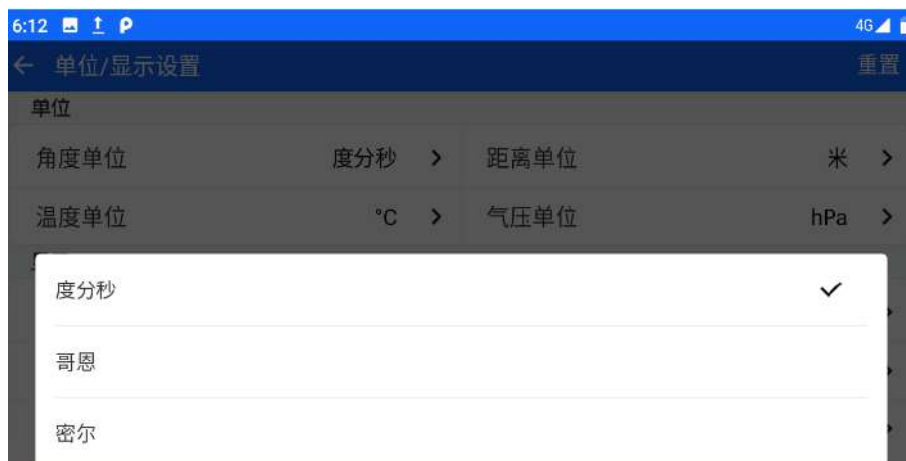 6:12 4G
单位/显示设置 重置
单位
角度单位 度分秒 距离单位 米
温度单位 °C 气压单位 hPa
度分秒
哥恩
密尔